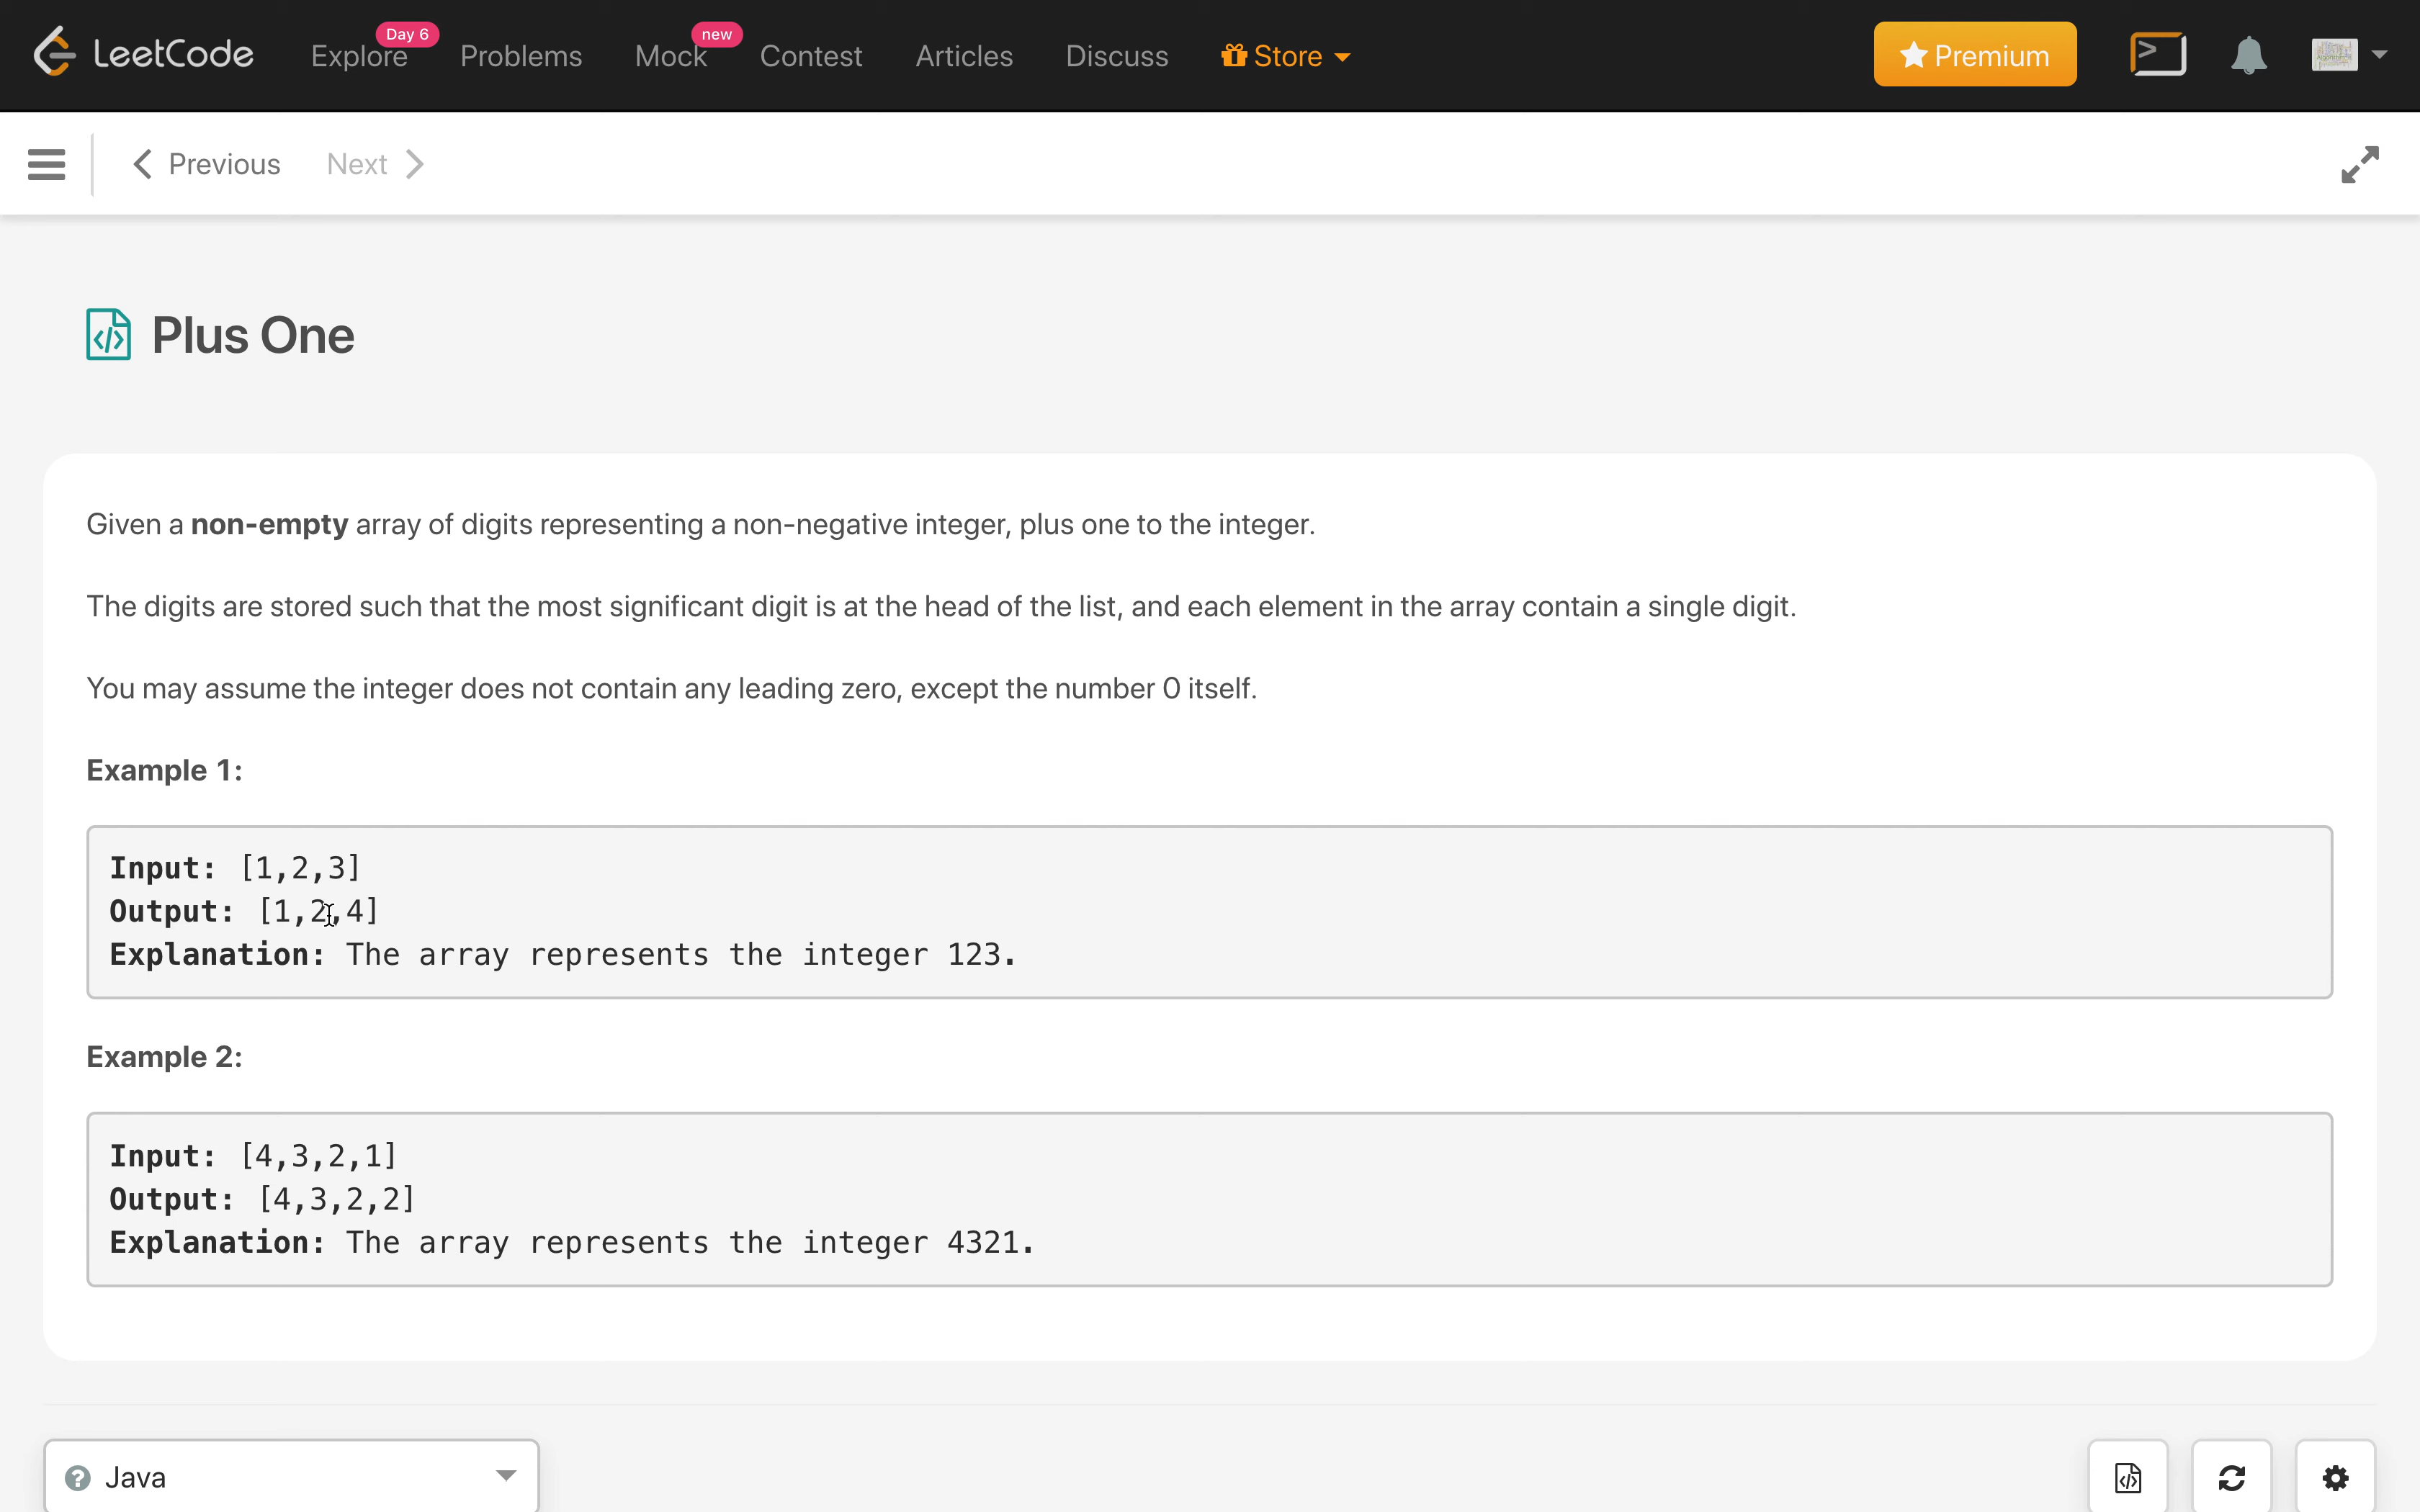 LeetCode Explore Day 6 Problems Mock new Contest Articles Discuss Store Premium
Previous Next
Plus One
Given a non-empty array of digits representing a non-negative integer, plus one to the integer.
The digits are stored such that the most significant digit is at the head of the list, and each element in the array contain a single digit.
You may assume the integer does not contain any leading zero, except the number 0 itself.
Example 1:
Input: [1,2,3]
Output: [1,2,4]
Explanation: The array represents the integer 123.
Example 2:
Input: [4,3,2,1]
Output: [4,3,2,2]
Explanation: The array represents the integer 4321.
Java